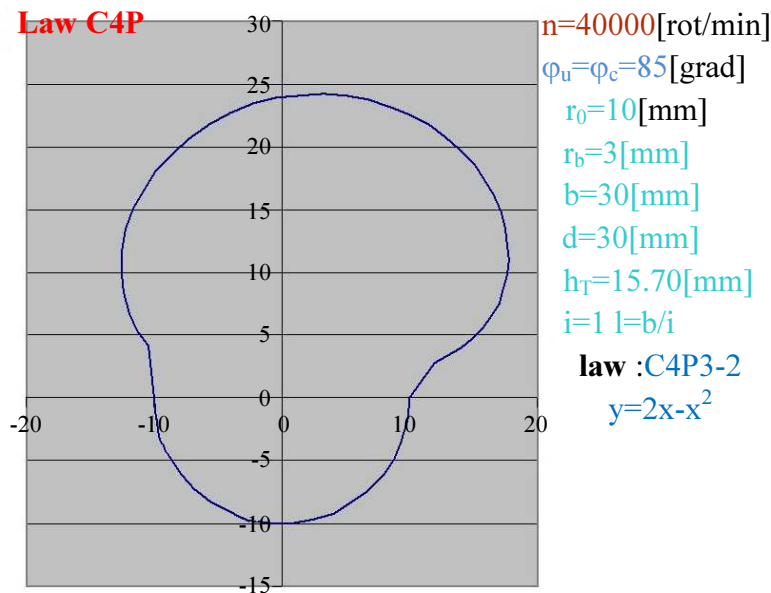 Law C4P
30
25
20
15
10
5
0
-20 -10 0 10 20
-5
-10
-15
n=40000[rot/min]
φu=φc=85[grad]
r0=10[mm]
rb=3[mm]
b=30[mm]
d=30[mm]
hT=15.70[mm]
i=1 l=b/i
law :C4P3-2
y=2x-x²